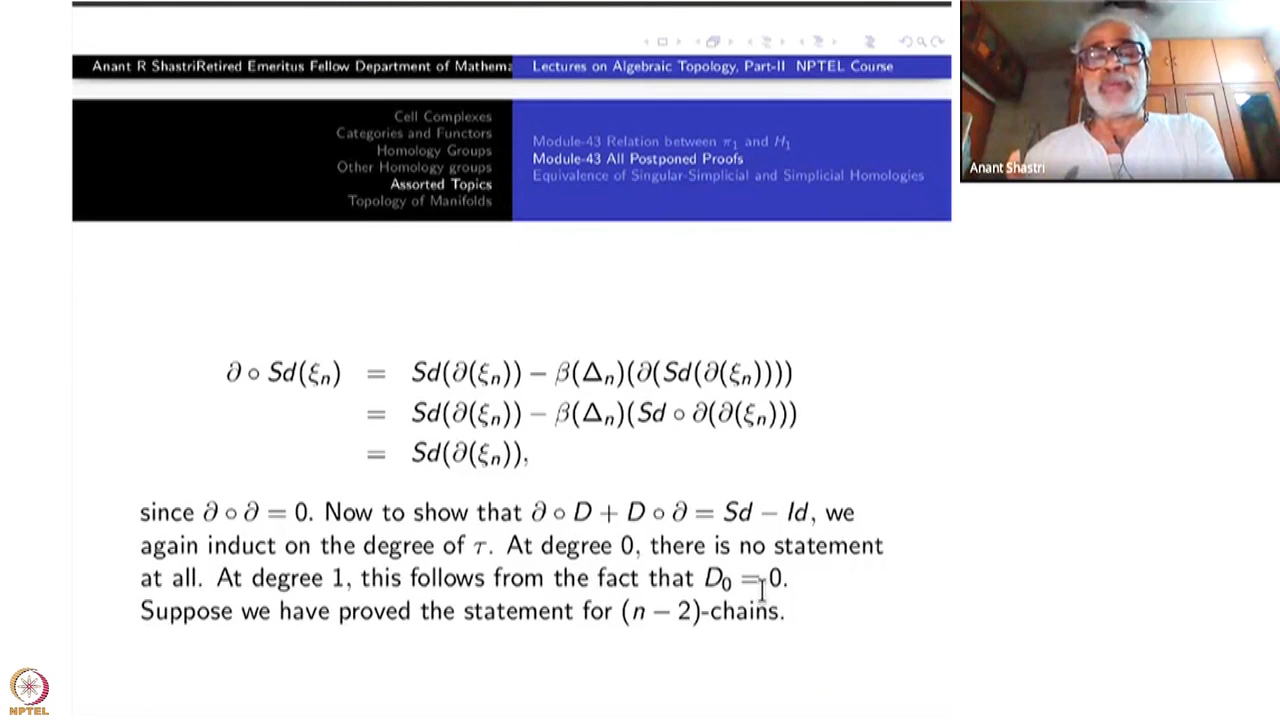 Anant R ShastriRetired Emeritus Fellow Department of Mathema
Lectures on Algebraic Topology, Part-II NPTEL Course
Cell Complexes
Categories and Functors
Homology Groups
Other Homology groups
Assorted Topics
Topology of Manifolds
Module-43 Relation between π₁ and H₁
Module-43 All Postponed Proofs
Equivalence of Singular-Simplicial and Simplicial Homologies
Anant Shastri
∂ ∘ Sd(ξₙ) = Sd(∂(ξₙ)) − β(Δₙ)(∂(Sd(∂(ξₙ))))
= Sd(∂(ξₙ)) − β(Δₙ)(Sd ∘ ∂(∂(ξₙ)))
= Sd(∂(ξₙ)),
since ∂ ∘ ∂ = 0. Now to show that ∂ ∘ D + D ∘ ∂ = Sd − Id, we
again induct on the degree of τ. At degree 0, there is no statement
at all. At degree 1, this follows from the fact that D₀ = 0.
Suppose we have proved the statement for (n − 2)-chains.
NPTEL